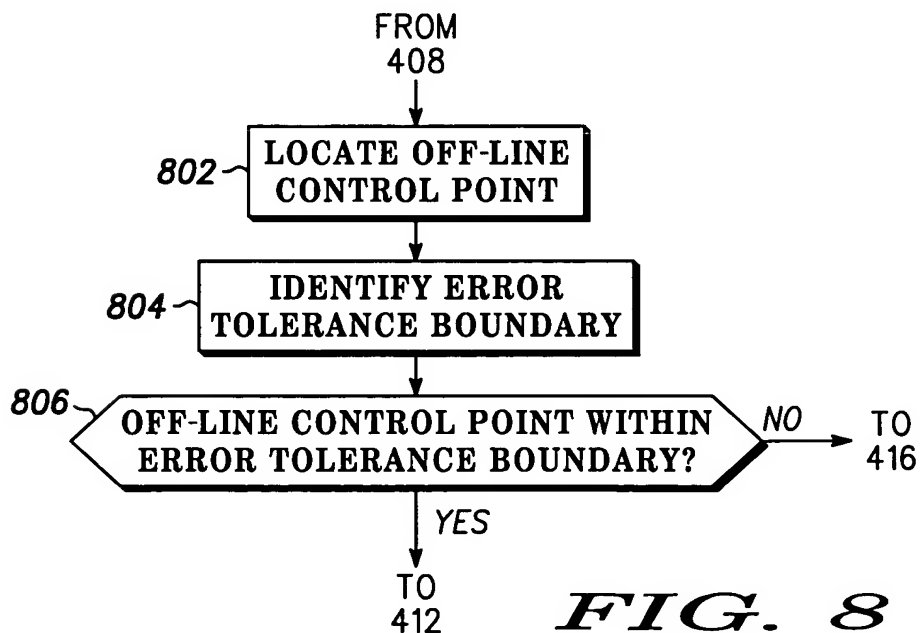 FROM
408
802
LOCATE OFF-LINE
CONTROL POINT
804
IDENTIFY ERROR
TOLERANCE BOUNDARY
806
OFF-LINE CONTROL POINT WITHIN
ERROR TOLERANCE BOUNDARY?
NO
TO
416
YES
TO
412
FIG. 8